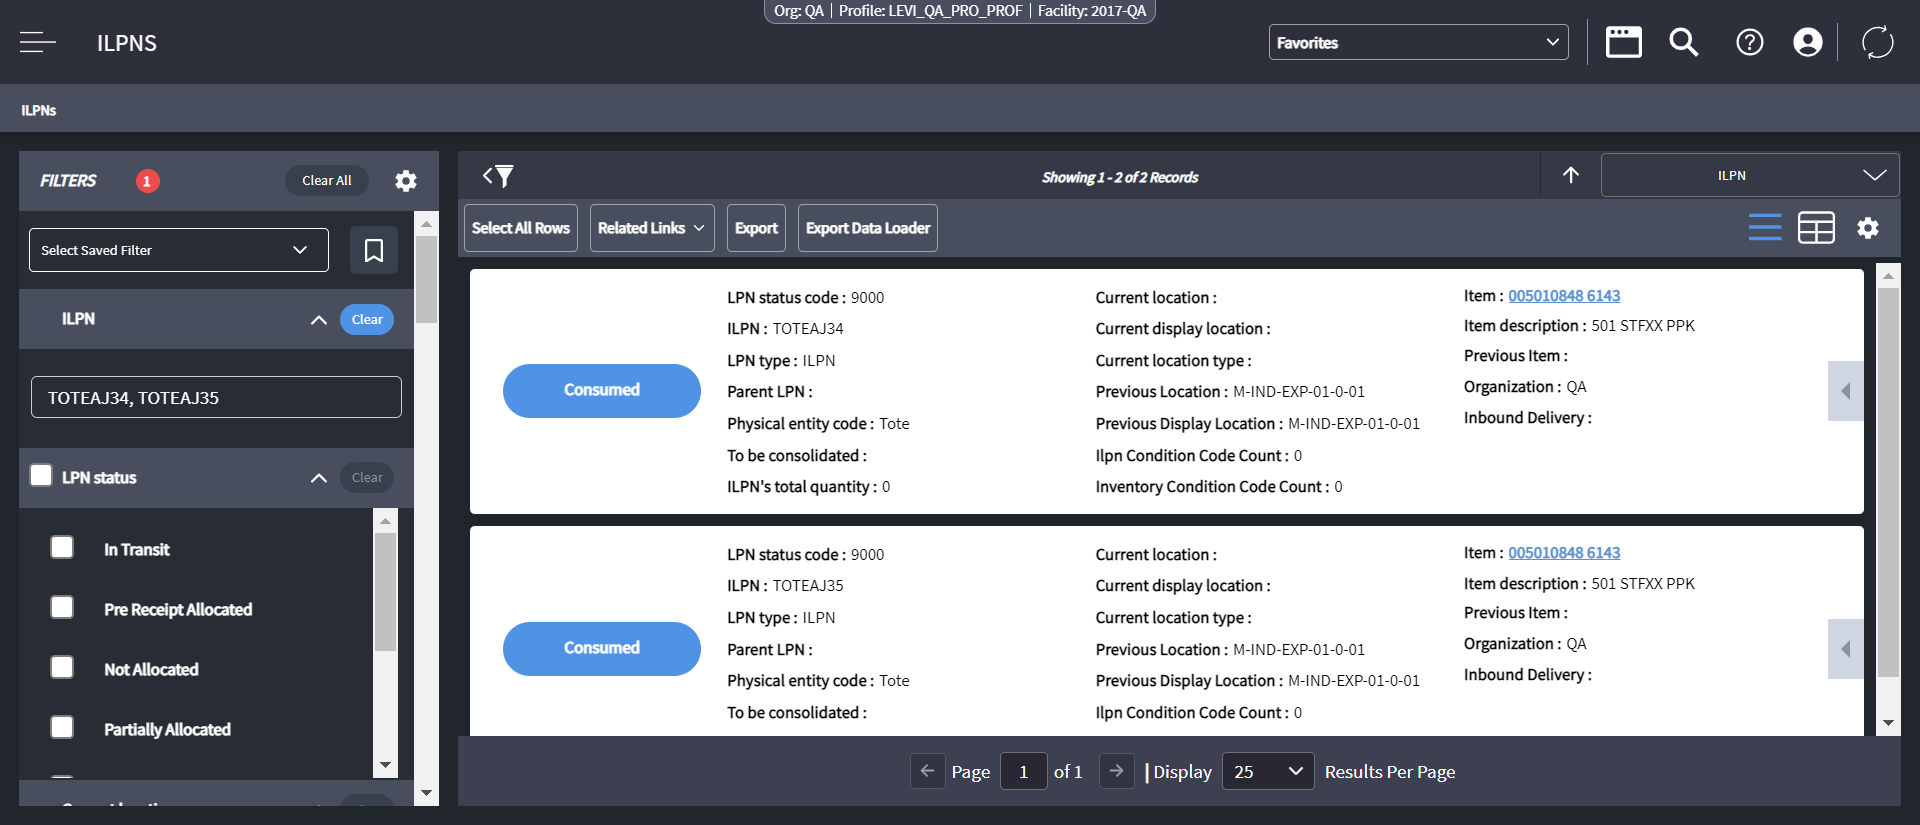 Org: QA | Profile: LEVI_QA_PRO_PROF | Facility: 2017-QA
ILPNS
Favorites
ILPNs
FILTERS
1
Clear All
Select Saved Filter
ILPN
Clear
TOTEAJ34, TOTEAJ35
LPN status
Clear
In Transit
Pre Receipt Allocated
Not Allocated
Partially Allocated
Showing 1 - 2 of 2 Records
ILPN
Select All Rows
Related Links
Export
Export Data Loader
Consumed
LPN status code : 9000
ILPN : TOTEAJ34
LPN type : ILPN
Parent LPN :
Physical entity code : Tote
To be consolidated :
ILPN's total quantity : 0
Current location :
Current display location :
Current location type :
Previous Location : M-IND-EXP-01-0-01
Previous Display Location : M-IND-EXP-01-0-01
Ilpn Condition Code Count : 0
Inventory Condition Code Count : 0
Item : 005010848 6143
Item description : 501 STFXX PPK
Previous Item :
Organization : QA
Inbound Delivery :
Consumed
LPN status code : 9000
ILPN : TOTEAJ35
LPN type : ILPN
Parent LPN :
Physical entity code : Tote
To be consolidated :
Current location :
Current display location :
Current location type :
Previous Location : M-IND-EXP-01-0-01
Previous Display Location : M-IND-EXP-01-0-01
Ilpn Condition Code Count : 0
Item : 005010848 6143
Item description : 501 STFXX PPK
Previous Item :
Organization : QA
Inbound Delivery :
Page 1 of 1 | Display 25 Results Per Page